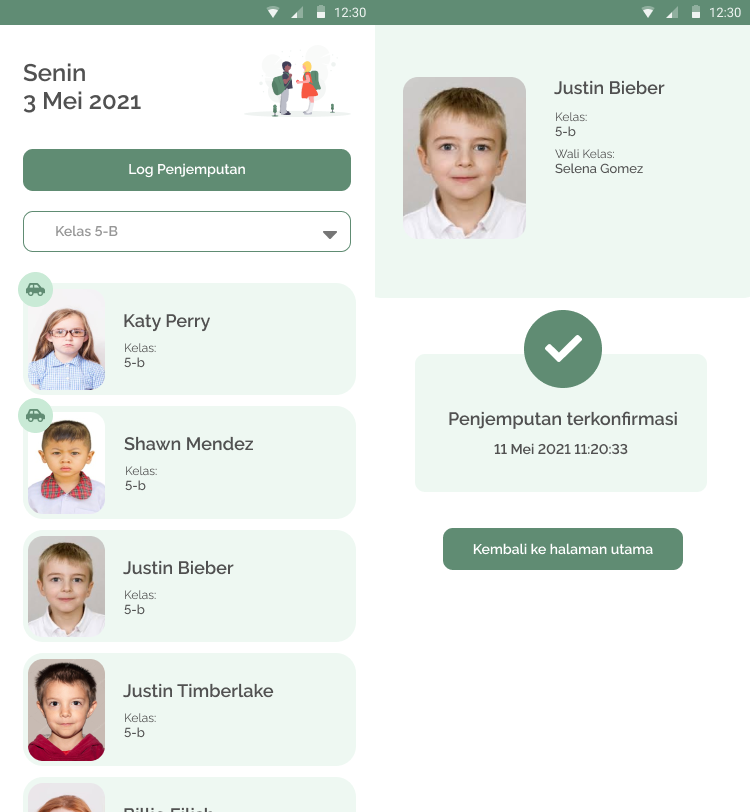 12:30
Senin
3 Mei 2021
Log Penjemputan
Kelas 5-B
Katy Perry
Kelas:
5-b
Shawn Mendez
Kelas:
5-b
Justin Bieber
Kelas:
5-b
Justin Timberlake
Kelas:
5-b
12:30
Justin Bieber
Kelas:
5-b
Wali Kelas:
Selena Gomez
Penjemputan terkonfirmasi
11 Mei 2021 11:20:33
Kembali ke halaman utama